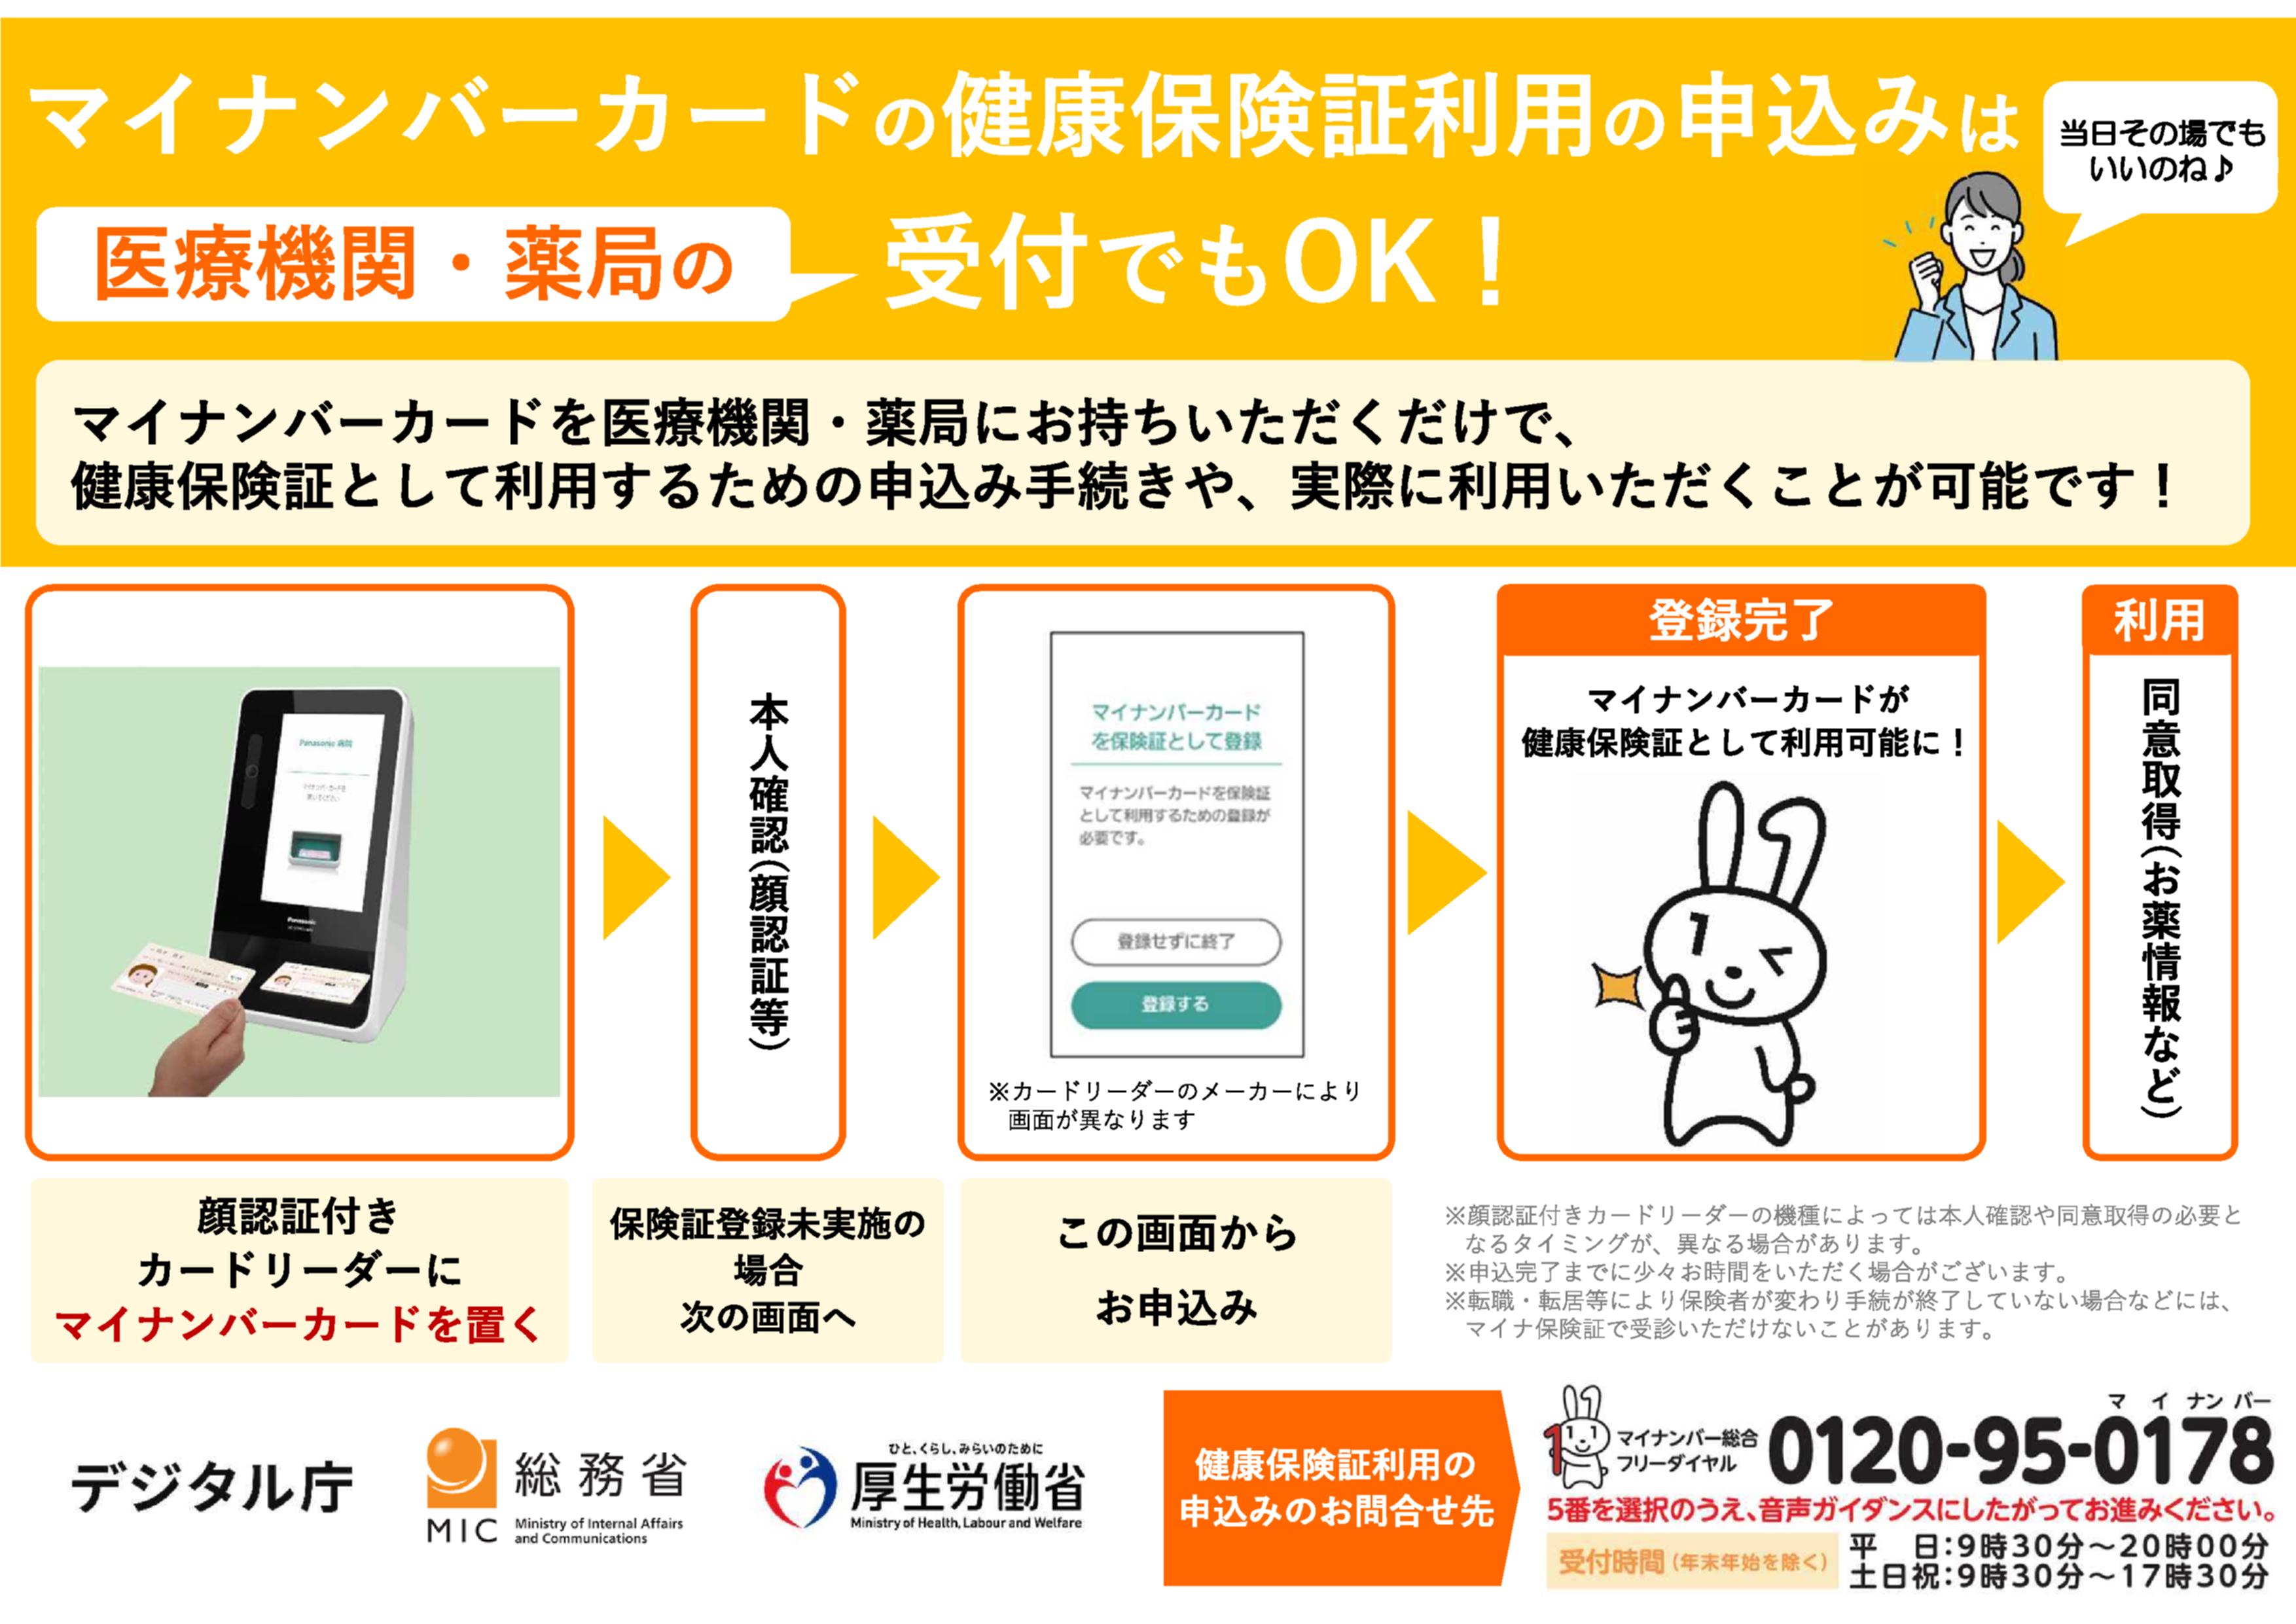 マイナンバーカードの健康保険証利用の申込みは
当日その場でも
いいのね♪
医療機関・薬局の
受付でもOK！
マイナンバーカードを医療機関・薬局にお持ちいただくだけで、
健康保険証として利用するための申込み手続きや、実際に利用いただくことが可能です！
Panasonic 病院
Panasonic
本人確認(顔認証等)
マイナンバーカード
を保険証として登録
マイナンバーカードを保険証
として利用するための登録が
必要です。
登録せずに終了
登録する
※カードリーダーのメーカーにより
画面が異なります
登録完了
マイナンバーカードが
健康保険証として利用可能に！
利用
同意取得(お薬情報など)
顔認証付き
カードリーダーに
マイナンバーカードを置く
保険証登録未実施の
場合
次の画面へ
この画面から
お申込み
※顔認証付きカードリーダーの機種によっては本人確認や同意取得の必要と
なるタイミングが、異なる場合があります。
※申込完了までに少々お時間をいただく場合がございます。
※転職・転居等により保険者が変わり手続が終了していない場合などには、
マイナ保険証で受診いただけないことがあります。
デジタル庁
MIC
総務省
Ministry of Internal Affairs
and Communications
ひと、くらし、みらいのために
厚生労働省
Ministry of Health, Labour and Welfare
健康保険証利用の
申込みのお問合せ先
マイナンバー総合
フリーダイヤル
マイナンバー
0120-95-0178
5番を選択のうえ、音声ガイダンスにしたがってお進みください。
受付時間(年末年始を除く)
平　日：9時30分～20時00分
土日祝：9時30分～17時30分